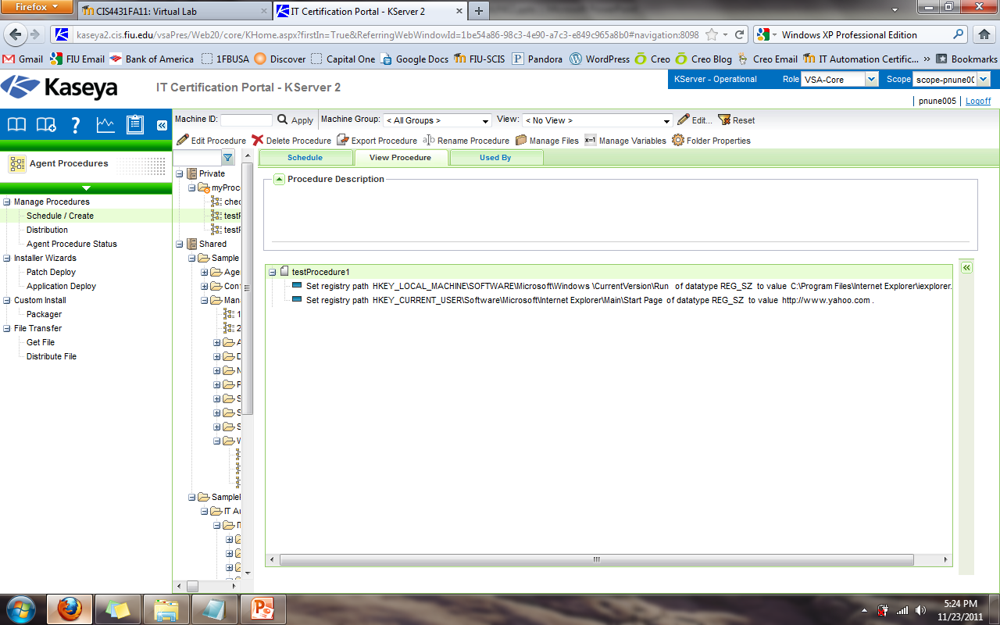 Firefox
CIS4431FA11: Virtual Lab
IT Certification Portal - KServer 2
kaseya2.cis.fiu.edu/vsaPres/Web20/core/KHome.aspx?firstIn=True&ReferringWebWindowId=1be54a86-98c3-4e90-a7c3-e849c965a8b0#navigation:8098
Windows XP Professional Edition
Gmail FIU Email Bank of America 1FBUSA Discover Capital One Google Docs FIU-SCIS Pandora WordPress Creo Creo Blog Creo Email IT Automation Certific... » Bookmarks
Kaseya
IT Certification Portal - KServer 2
KServer - Operational Role VSA-Core Scope scope-pnune00
pnune005 Logoff
Machine ID: Apply Machine Group: < All Groups > View: < No View > Edit... Reset
Edit Procedure Delete Procedure Export Procedure Rename Procedure Manage Files Manage Variables Folder Properties
Agent Procedures
Manage Procedures
Schedule / Create
Distribution
Agent Procedure Status
Installer Wizards
Patch Deploy
Application Deploy
Custom Install
Packager
File Transfer
Get File
Distribute File
Private
myProc
chec
testF
testF
Shared
Sample
Age
Con
Man
1
2
A
D
N
P
S
S
S
W
Sample
IT A
Schedule View Procedure Used By
Procedure Description
testProcedure1
Set registry path HKEY_LOCAL_MACHINE\SOFTWARE\Microsoft\Windows \CurrentVersion\Run of datatype REG_SZ to value C:\Program Files\Internet Explorer\iexplorer.
Set registry path HKEY_CURRENT_USER\Software\Microsoft\Internet Explorer\Main\Start Page of datatype REG_SZ to value http://www.yahoo.com .
5:24 PM
11/23/2011